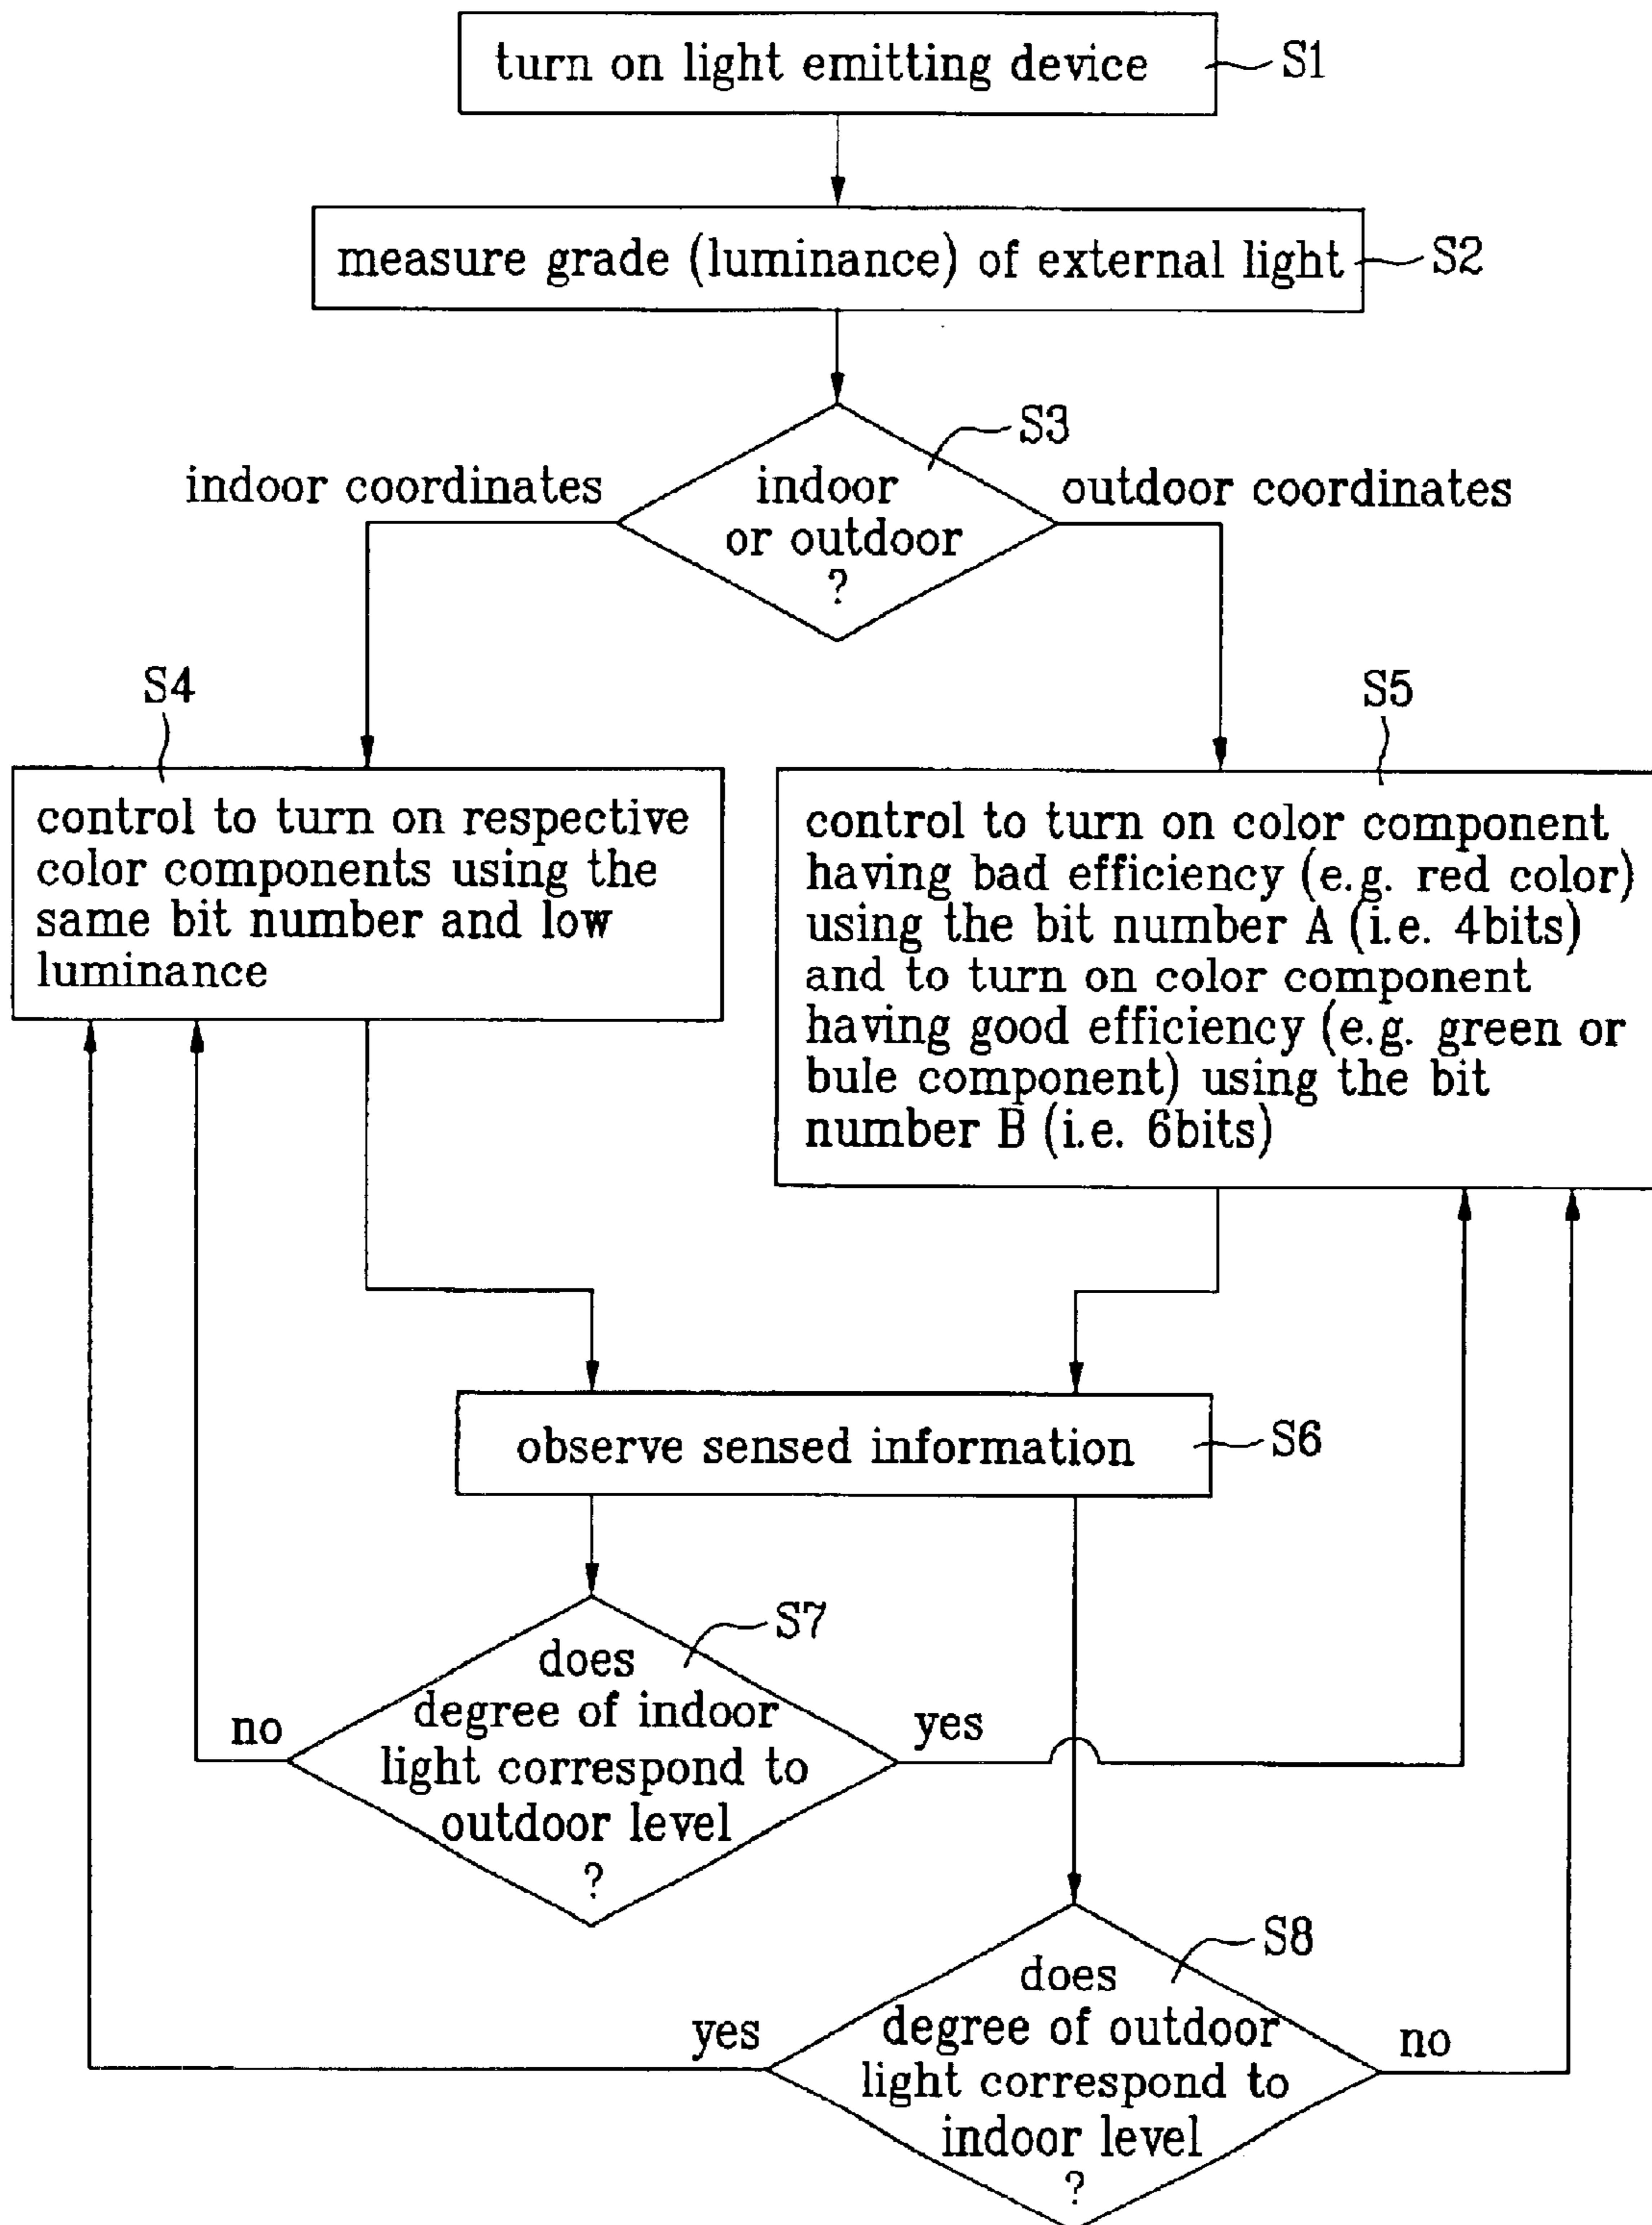 turn on light emitting device
S1
measure grade (luminance) of external light
S2
S3
indoor coordinates
indoor
or outdoor
?
outdoor coordinates
S4
S5
control to turn on respective
color components using the
same bit number and low
luminance
control to turn on color component
having bad efficiency (e.g. red color)
using the bit number A (i.e. 4bits)
and to turn on color component
having good efficiency (e.g. green or
bule component) using the bit
number B (i.e. 6bits)
observe sensed information
S6
S7
does
degree of indoor
light correspond to
outdoor level
?
no
yes
S8
does
degree of outdoor
light correspond to
indoor level
?
yes
no